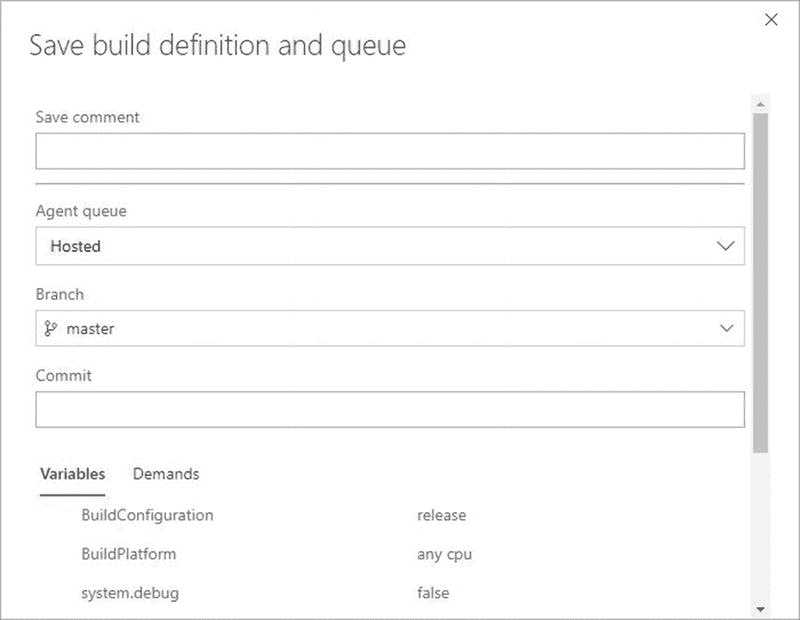 Save build definition and queue
Save comment
Agent queue
Hosted
Branch
master
Commit
Variables Demands
BuildConfiguration release
BuildPlatform any cpu
system.debug false